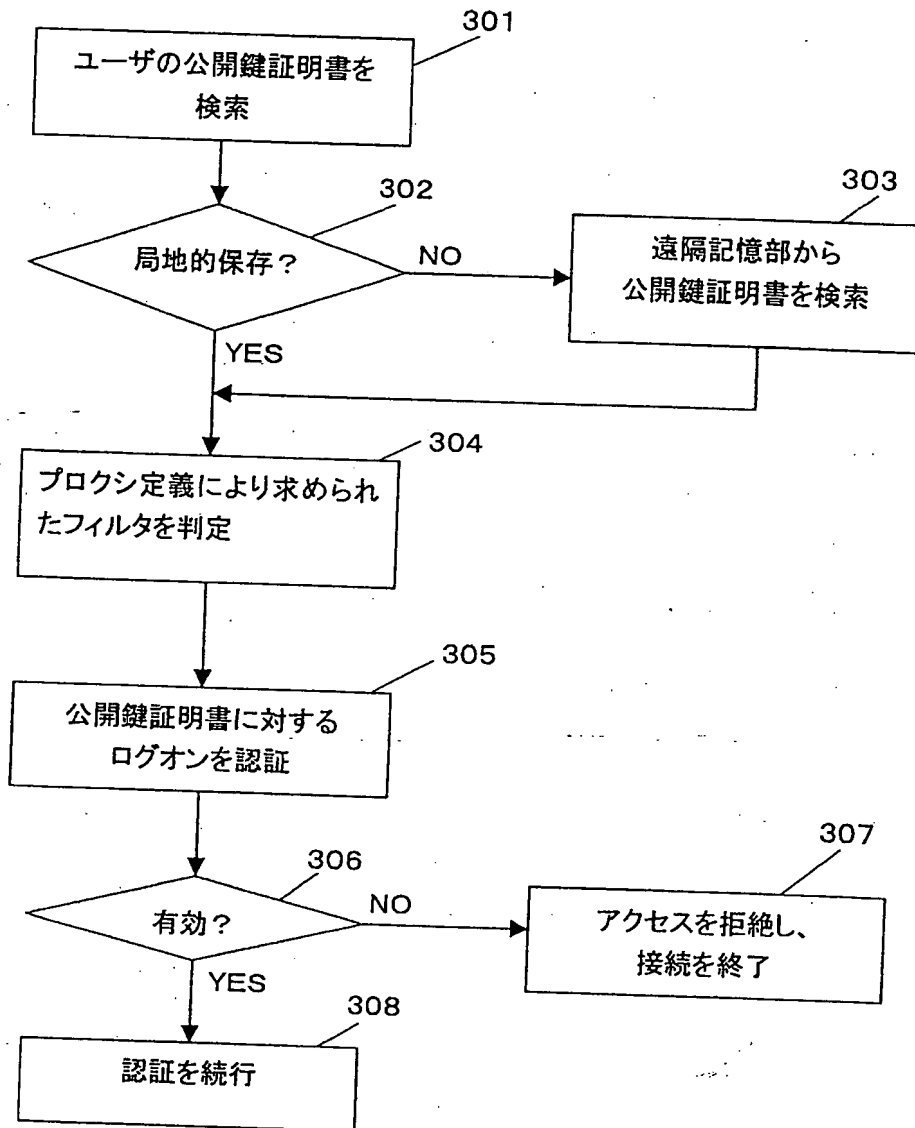 301
ユーザの公開鍵証明書を
検索
302
局地的保存?
NO
303
遠隔記憶部から
公開鍵証明書を検索
YES
304
プロクシ定義により求められ
たフィルタを判定
305
公開鍵証明書に対する
ログオンを認証
306
有効?
NO
307
アクセスを拒絶し、
接続を終了
YES
308
認証を続行